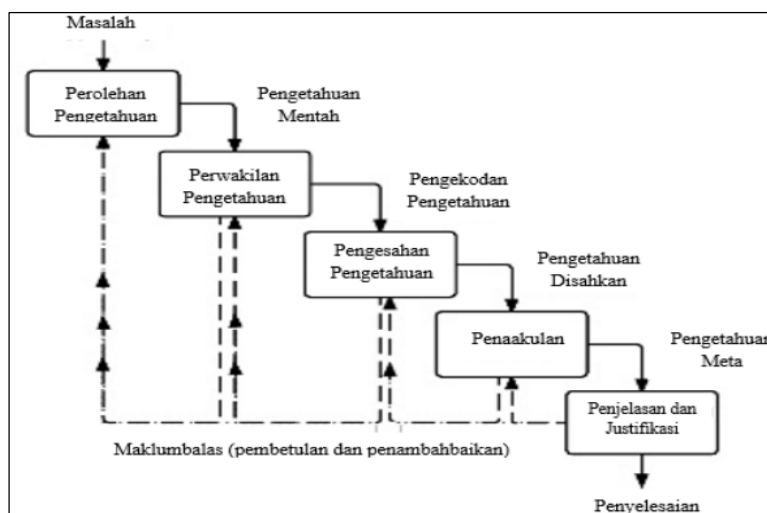 Masalah
Perolehan
Pengetahuan
Pengetahuan
Mentah
Perwakilan
Pengetahuan
Pengekodan
Pengetahuan
Pengesahan
Pengetahuan
Pengetahuan
Disahkan
Penaakulan
Pengetahuan
Meta
Penjelasan dan
Justifikasi
Maklumbalas (pembetulan dan penambahbaikan)
Penyelesaian